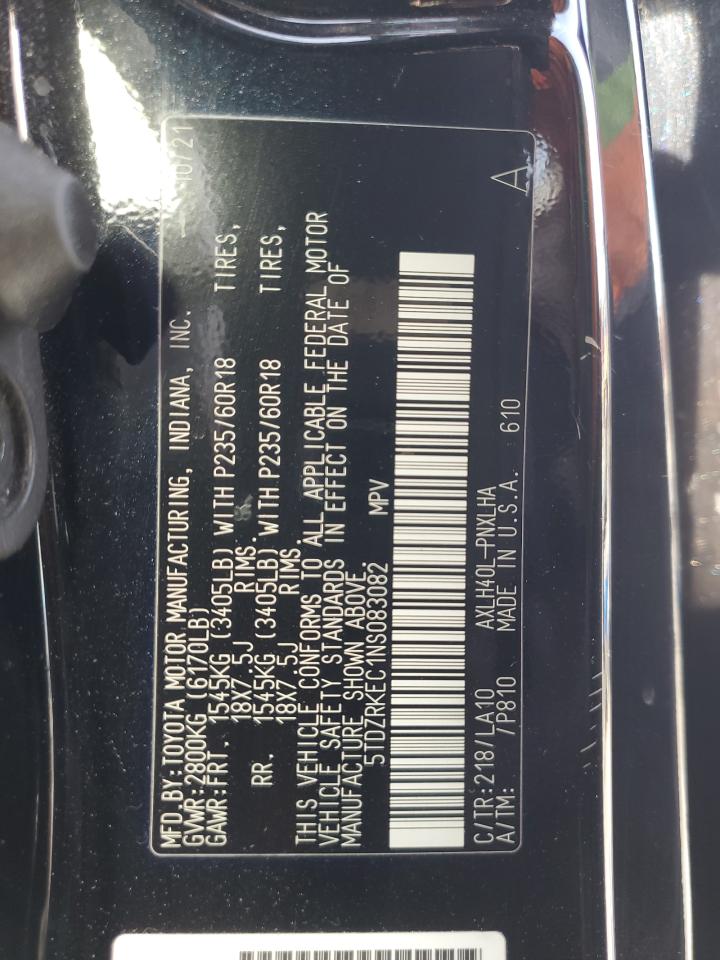 MFD.BY:TOYOTA MOTOR MANUFACTURING, INDIANA, INC. 10/21
GVWR:2800KG (6170LB)
GAWR:FRT. 1545KG (3405LB) WITH P235/60R18 TIRES,
18X7.5J RIMS.
RR. 1545KG (3405LB) WITH P235/60R18 TIRES,
18X7.5J RIMS
THIS VEHICLE CONFORMS TO ALL APPLICABLE FEDERAL MOTOR
VEHICLE SAFETY STANDARDS IN EFFECT ON THE DATE OF
MANUFACTURE SHOWN ABOVE.
5TDZRKEC1NS083082 MPV
C/TR:218/LA10 AXLH40L-PNXLHA A
A/TM: /P810 MADE IN U.S.A. 610